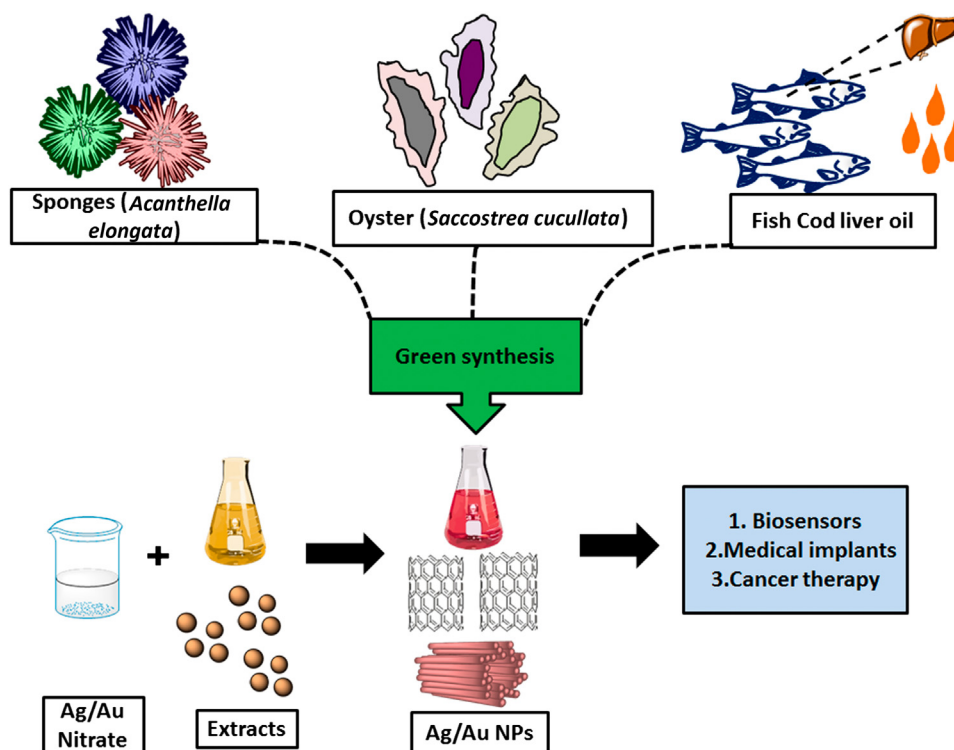 Sponges (Acanthella
elongata)
Oyster (Saccostrea cucullata)
Fish Cod liver oil
Green synthesis
1. Biosensors
2.Medical implants
3.Cancer therapy
Ag/Au
Nitrate
Extracts
Ag/Au NPs
+